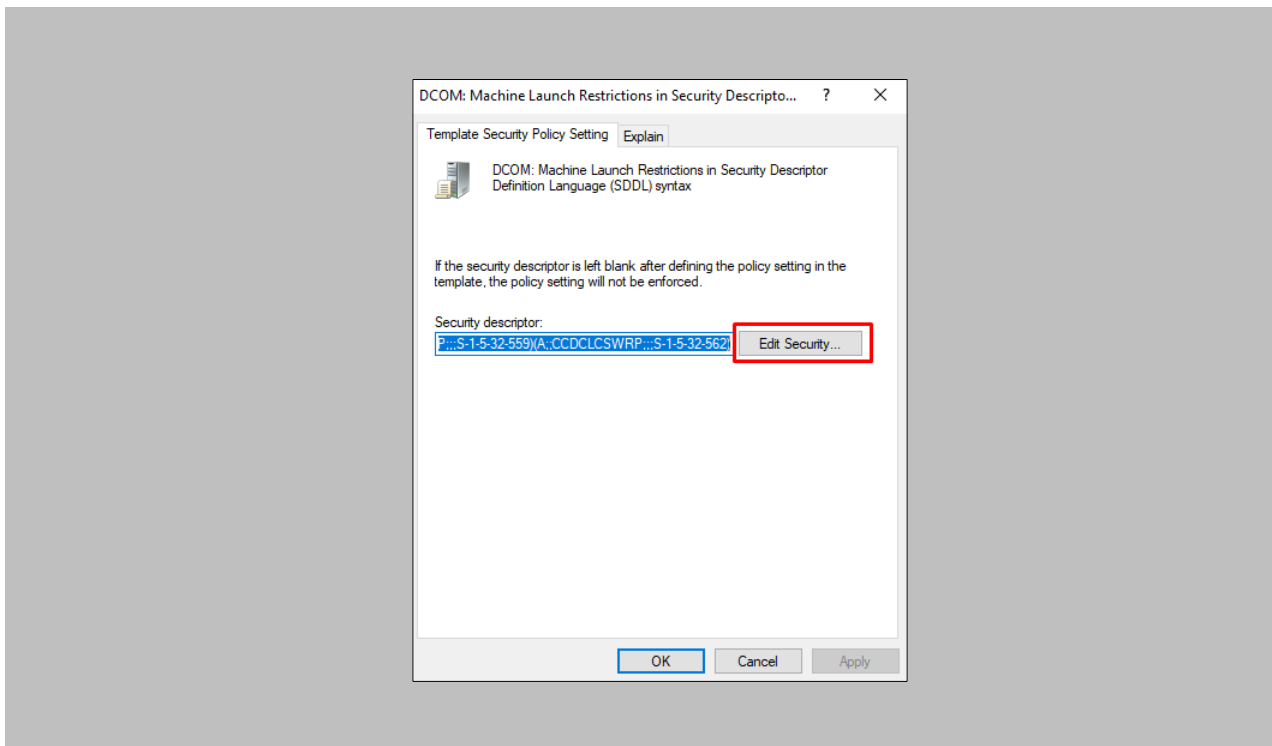 DCOM: Machine Launch Restrictions in Security Descripto... ?
Template Security Policy Setting Explain
DCOM: Machine Launch Restrictions in Security Descriptor
Definition Language (SDDL) syntax
If the security descriptor is left blank after defining the policy setting in the
template, the policy setting will not be enforced.
Security descriptor:
P;;;S-1-5-32-559)(A;;CCDCLCSWRP;;;S-1-5-32-562) Edit Security...
OK Cancel Apply